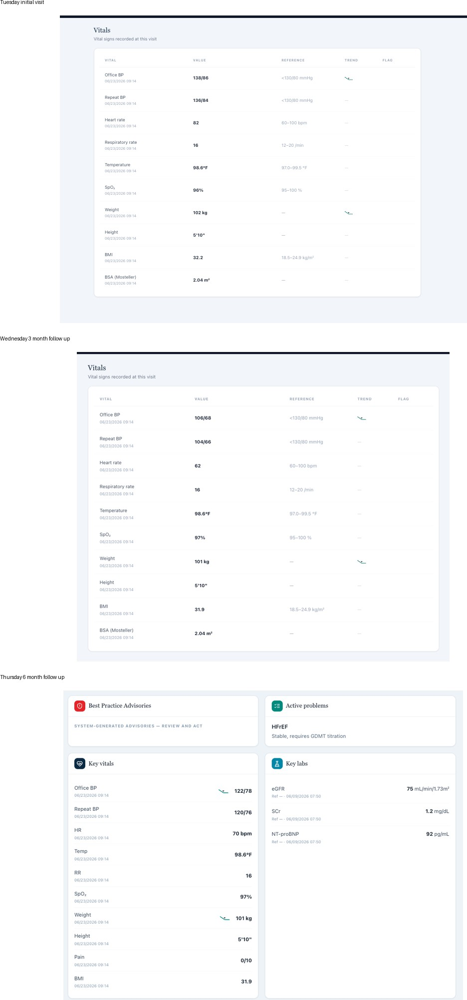 Tuesday initial visit
Vitals
Vital signs recorded at this visit
VITAL VALUE REFERENCE TREND FLAG
Office BP 138/86 <130/80 mmHg
06/23/2026 09:14
Repeat BP 136/84 <130/80 mmHg —
06/23/2026 09:14
Heart rate 82 60–100 bpm —
06/23/2026 09:14
Respiratory rate 16 12–20 /min —
06/23/2026 09:14
Temperature 98.6°F 97.0–99.5 °F —
06/23/2026 09:14
SpO₂ 96% 95–100 % —
06/23/2026 09:14
Weight 102 kg —
06/23/2026 09:14
Height 5'10" — —
06/23/2026 09:14
BMI 32.2 18.5–24.9 kg/m² —
06/23/2026 09:14
BSA (Mosteller) 2.04 m² — —
06/23/2026 09:14
Wednesday 3 month follow up
Vitals
Vital signs recorded at this visit
VITAL VALUE REFERENCE TREND FLAG
Office BP 106/68 <130/80 mmHg
06/23/2026 09:14
Repeat BP 104/66 <130/80 mmHg —
06/23/2026 09:14
Heart rate 62 60–100 bpm —
06/23/2026 09:14
Respiratory rate 16 12–20 /min —
06/23/2026 09:14
Temperature 98.6°F 97.0–99.5 °F —
06/23/2026 09:14
SpO₂ 97% 95–100 % —
06/23/2026 09:14
Weight 101 kg —
06/23/2026 09:14
Height 5'10" — —
06/23/2026 09:14
BMI 31.9 18.5–24.9 kg/m² —
06/23/2026 09:14
BSA (Mosteller) 2.04 m² — —
06/23/2026 09:14
Thursday 6 month follow up
Best Practice Advisories
SYSTEM-GENERATED ADVISORIES — REVIEW AND ACT
Active problems
HFrEF
Stable, requires GDMT titration
Key vitals
Office BP 122/78
06/23/2026 09:14
Repeat BP 120/76
06/23/2026 09:14
HR 70 bpm
06/23/2026 09:14
Temp 98.6°F
06/23/2026 09:14
RR 16
06/23/2026 09:14
SpO₂ 97%
06/23/2026 09:14
Weight 101 kg
06/23/2026 09:14
Height 5'10"
06/23/2026 09:14
Pain 0/10
06/23/2026 09:14
BMI 31.9
06/23/2026 09:14
Key labs
eGFR 75 mL/min/1.73m²
Ref — · 06/09/2026 07:50
SCr 1.2 mg/dL
Ref — · 06/09/2026 07:50
NT-proBNP 92 pg/mL
Ref — · 06/09/2026 07:50